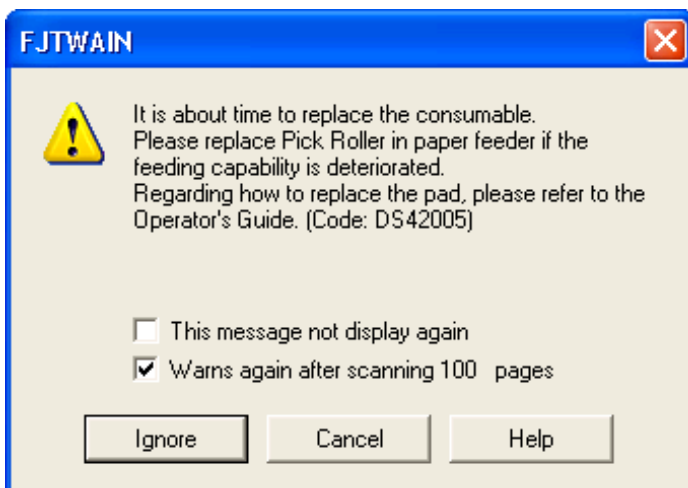 FJTWAIN
It is about time to replace the consumable.
Please replace Pick Roller in paper feeder if the
feeding capability is deteriorated.
Regarding how to replace the pad, please refer to the
Operator's Guide. (Code: DS42005)
This message not display again
Warns again after scanning 100 pages
Ignore Cancel Help